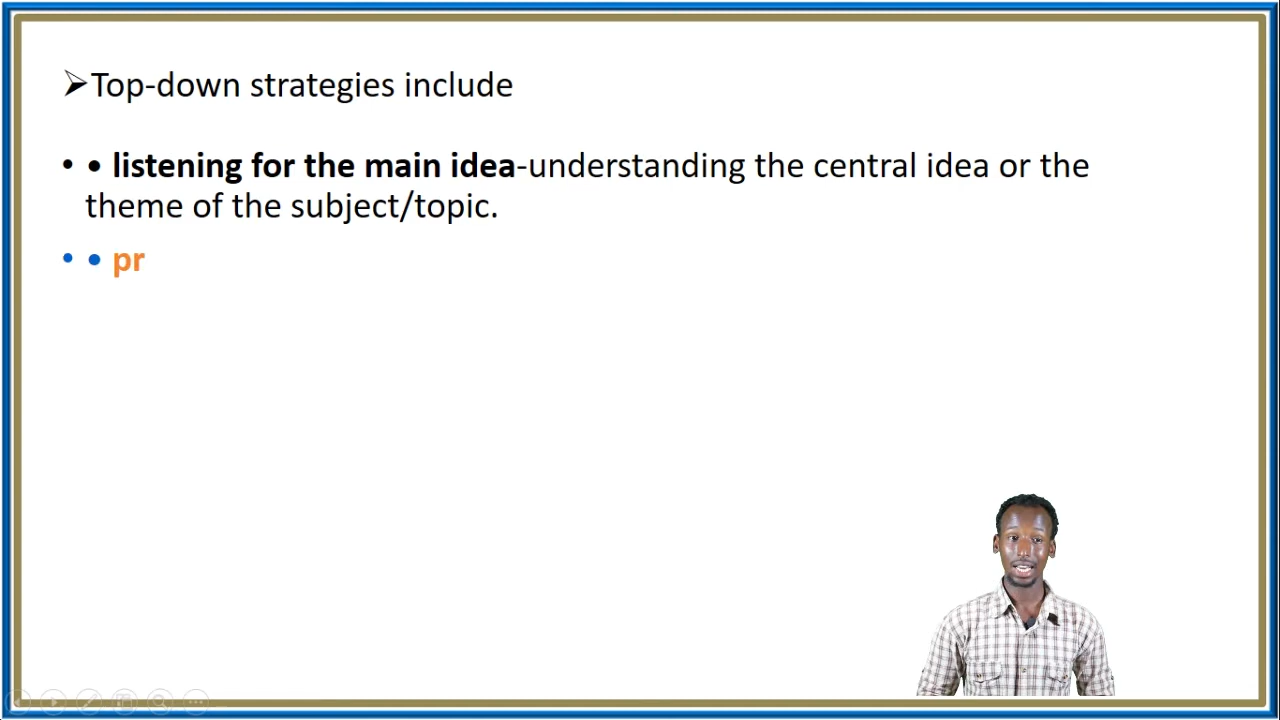 ➢Top-down strategies include
• • listening for the main idea-understanding the central idea or the
theme of the subject/topic.
• • pr